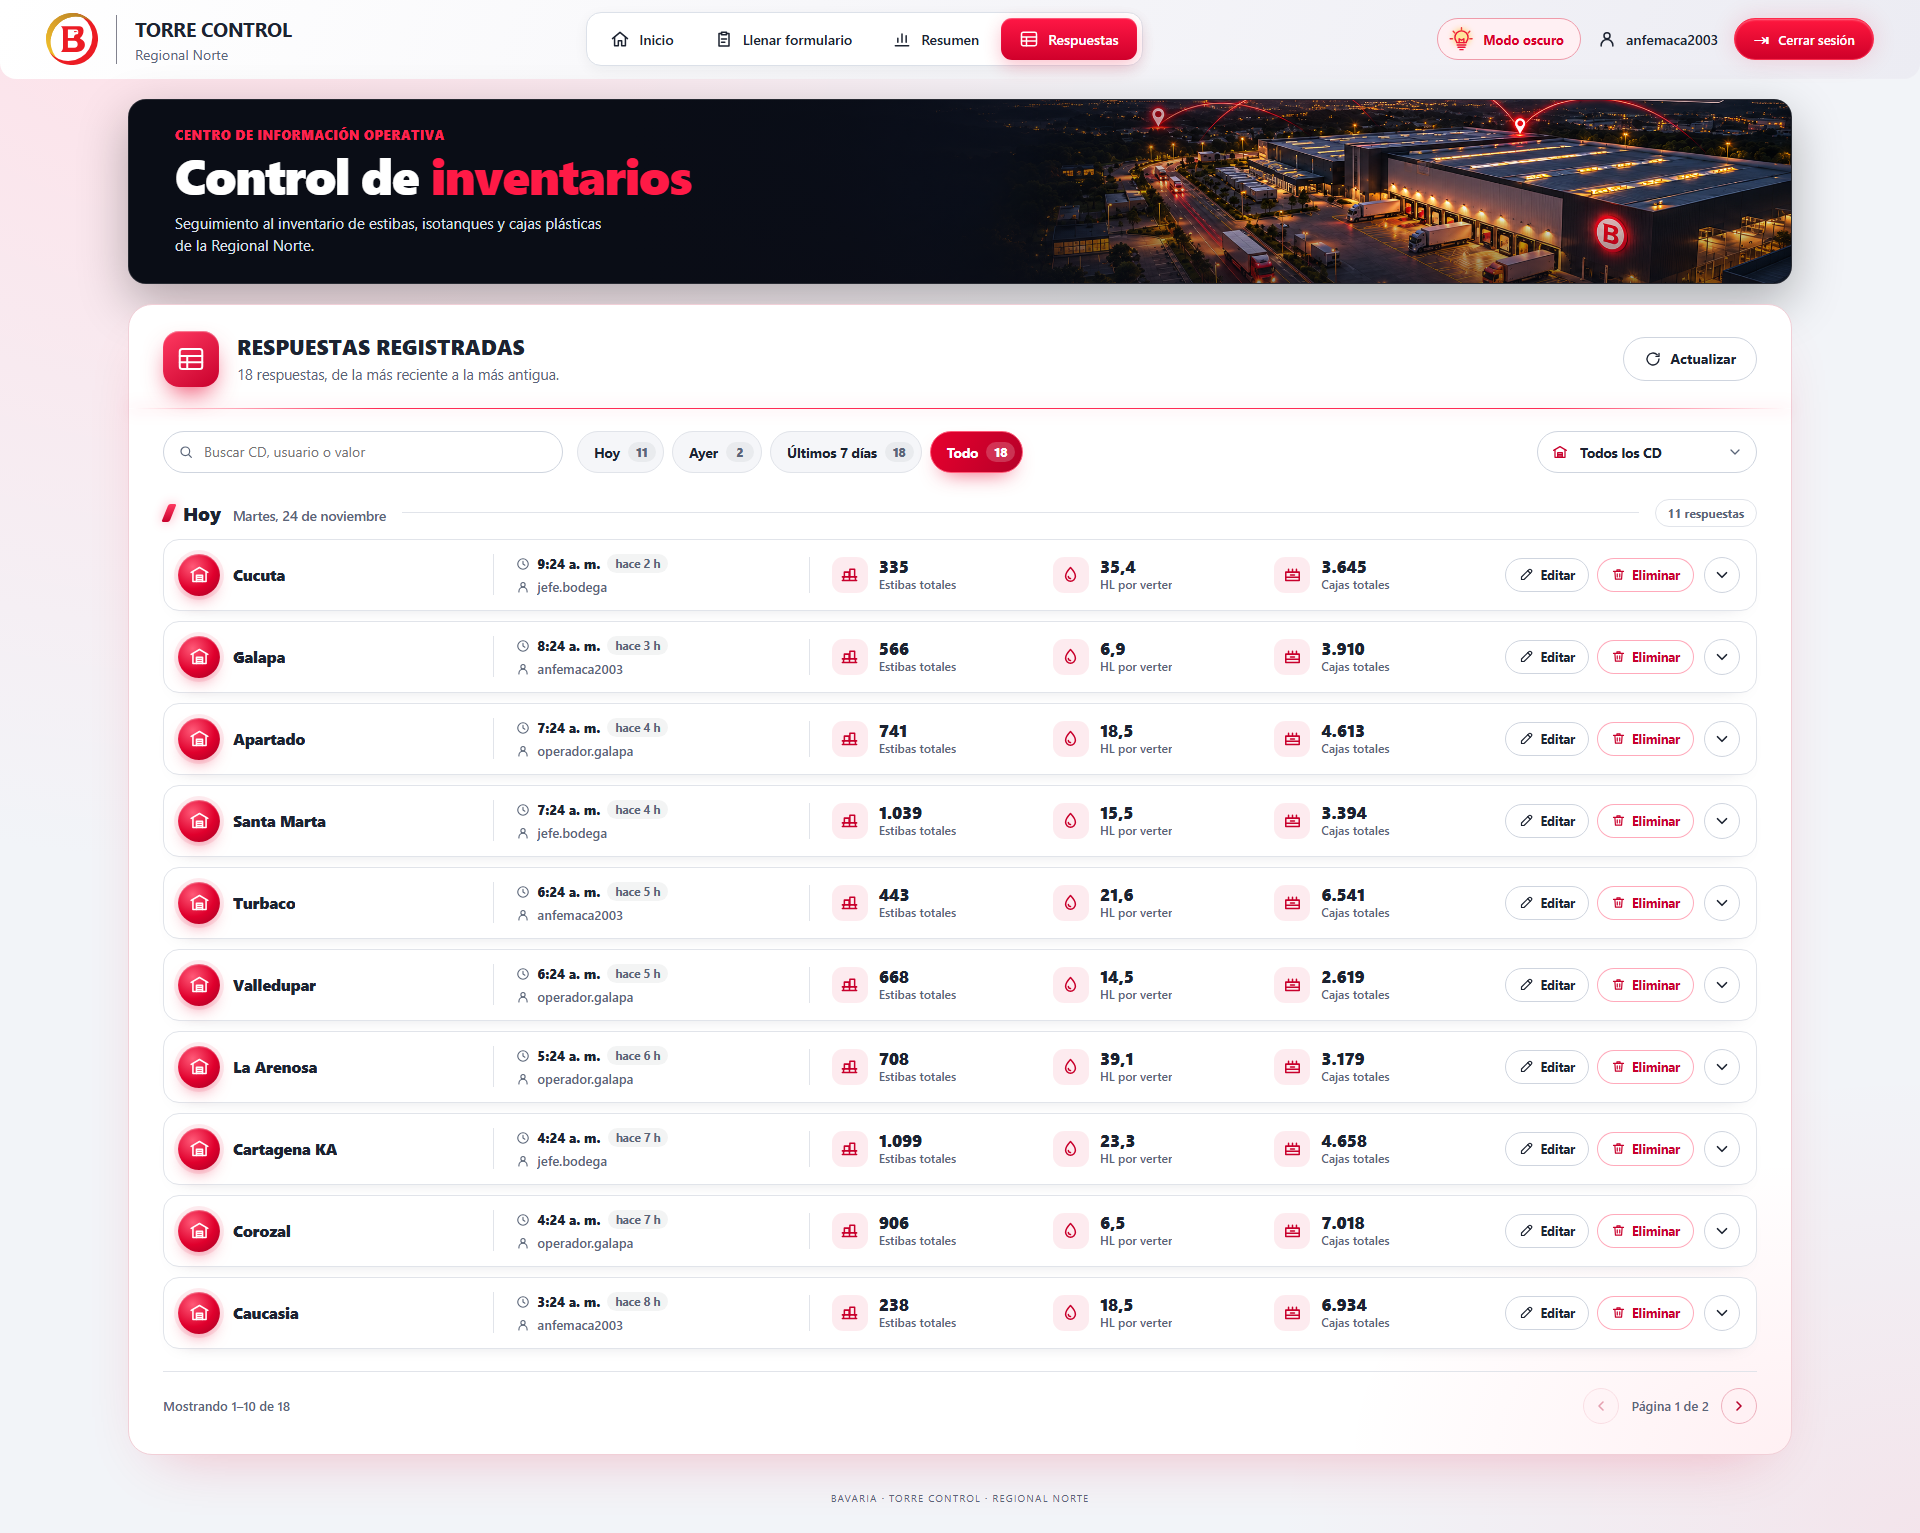 B
TORRE CONTROL
Regional Norte
Inicio
Llenar formulario
Resumen
Respuestas
Modo oscuro
anfemaca2003
Cerrar sesión
CENTRO DE INFORMACIÓN OPERATIVA
Control de inventarios
Seguimiento al inventario de estibas, isotanques y cajas plásticas
de la Regional Norte.
B
RESPUESTAS REGISTRADAS
18 respuestas, de la más reciente a la más antigua.
Actualizar
Buscar CD, usuario o valor
Hoy 11
Ayer 2
Últimos 7 días 18
Todo 18
Todos los CD
Hoy Martes, 24 de noviembre
11 respuestas
Cucuta
9:24 a. m. hace 2 h
jefe.bodega
335
Estibas totales
35,4
HL por verter
3.645
Cajas totales
Editar
Eliminar
Galapa
8:24 a. m. hace 3 h
anfemaca2003
566
Estibas totales
6,9
HL por verter
3.910
Cajas totales
Editar
Eliminar
Apartado
7:24 a. m. hace 4 h
operador.galapa
741
Estibas totales
18,5
HL por verter
4.613
Cajas totales
Editar
Eliminar
Santa Marta
7:24 a. m. hace 4 h
jefe.bodega
1.039
Estibas totales
15,5
HL por verter
3.394
Cajas totales
Editar
Eliminar
Turbaco
6:24 a. m. hace 5 h
anfemaca2003
443
Estibas totales
21,6
HL por verter
6.541
Cajas totales
Editar
Eliminar
Valledupar
6:24 a. m. hace 5 h
operador.galapa
668
Estibas totales
14,5
HL por verter
2.619
Cajas totales
Editar
Eliminar
La Arenosa
5:24 a. m. hace 6 h
operador.galapa
708
Estibas totales
39,1
HL por verter
3.179
Cajas totales
Editar
Eliminar
Cartagena KA
4:24 a. m. hace 7 h
jefe.bodega
1.099
Estibas totales
23,3
HL por verter
4.658
Cajas totales
Editar
Eliminar
Corozal
4:24 a. m. hace 7 h
operador.galapa
906
Estibas totales
6,5
HL por verter
7.018
Cajas totales
Editar
Eliminar
Caucasia
3:24 a. m. hace 8 h
anfemaca2003
238
Estibas totales
18,5
HL por verter
6.934
Cajas totales
Editar
Eliminar
Mostrando 1–10 de 18
Página 1 de 2
BAVARIA · TORRE CONTROL · REGIONAL NORTE